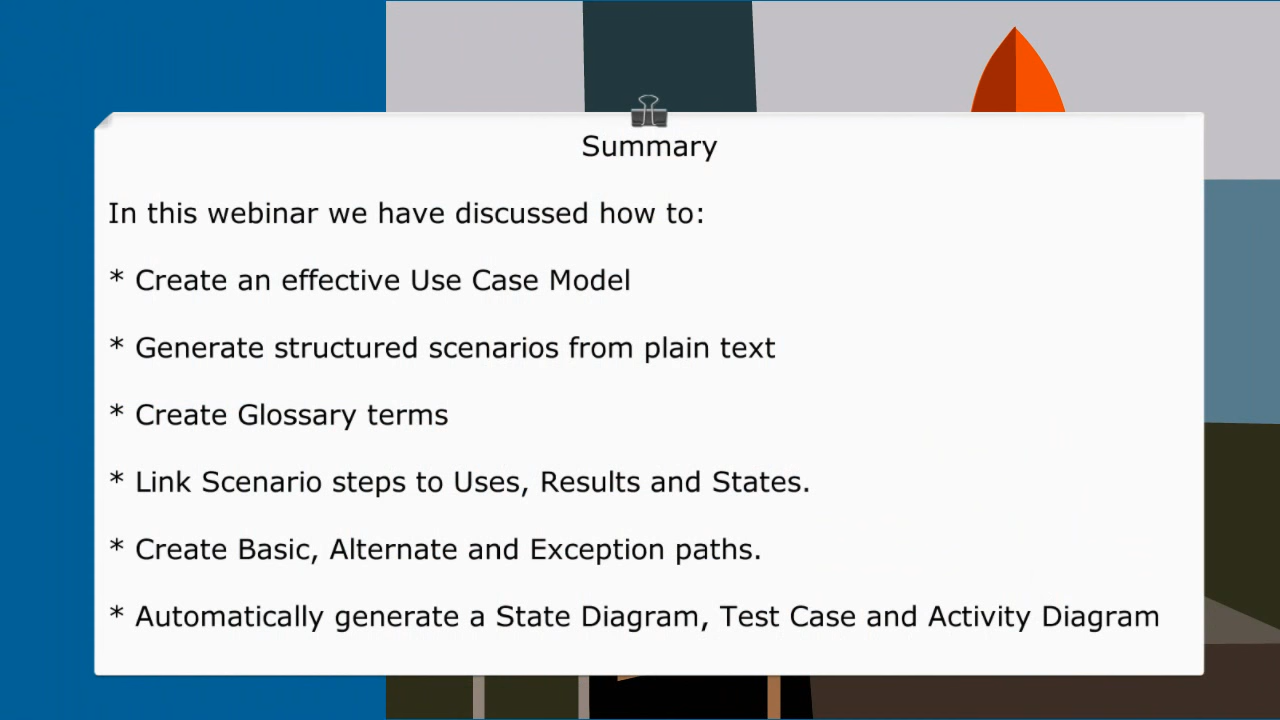 Summary
In this webinar we have discussed how to:
* Create an effective Use Case Model
* Generate structured scenarios from plain text
* Create Glossary terms
* Link Scenario steps to Uses, Results and States.
* Create Basic, Alternate and Exception paths.
* Automatically generate a State Diagram, Test Case and Activity Diagram